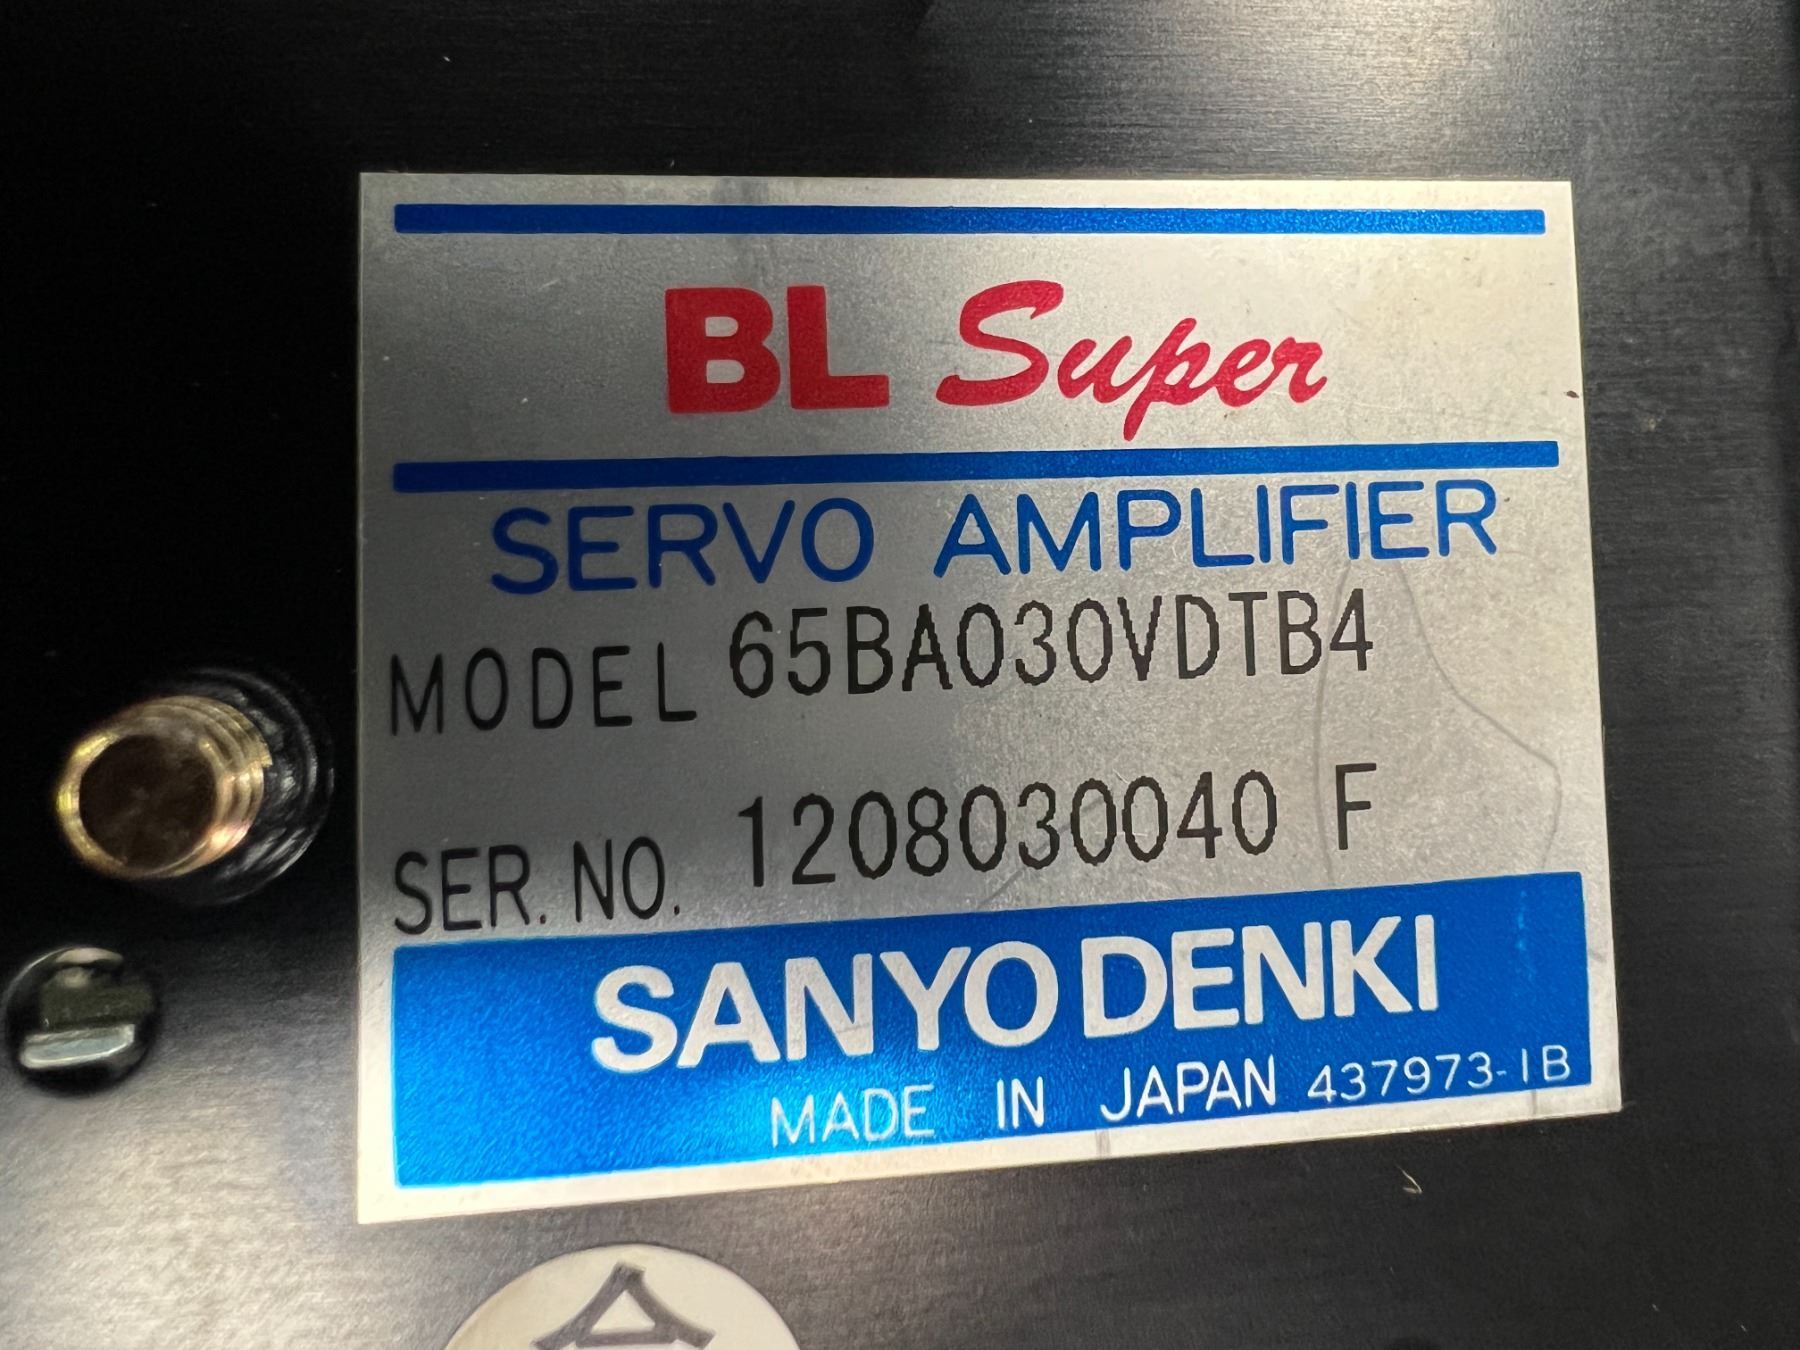 BL Super
SERVO AMPLIFIER
MODEL 65BA030VDTB4
SER. NO. 1208030040 F
SANYO DENKI
MADE IN JAPAN 437973-1B